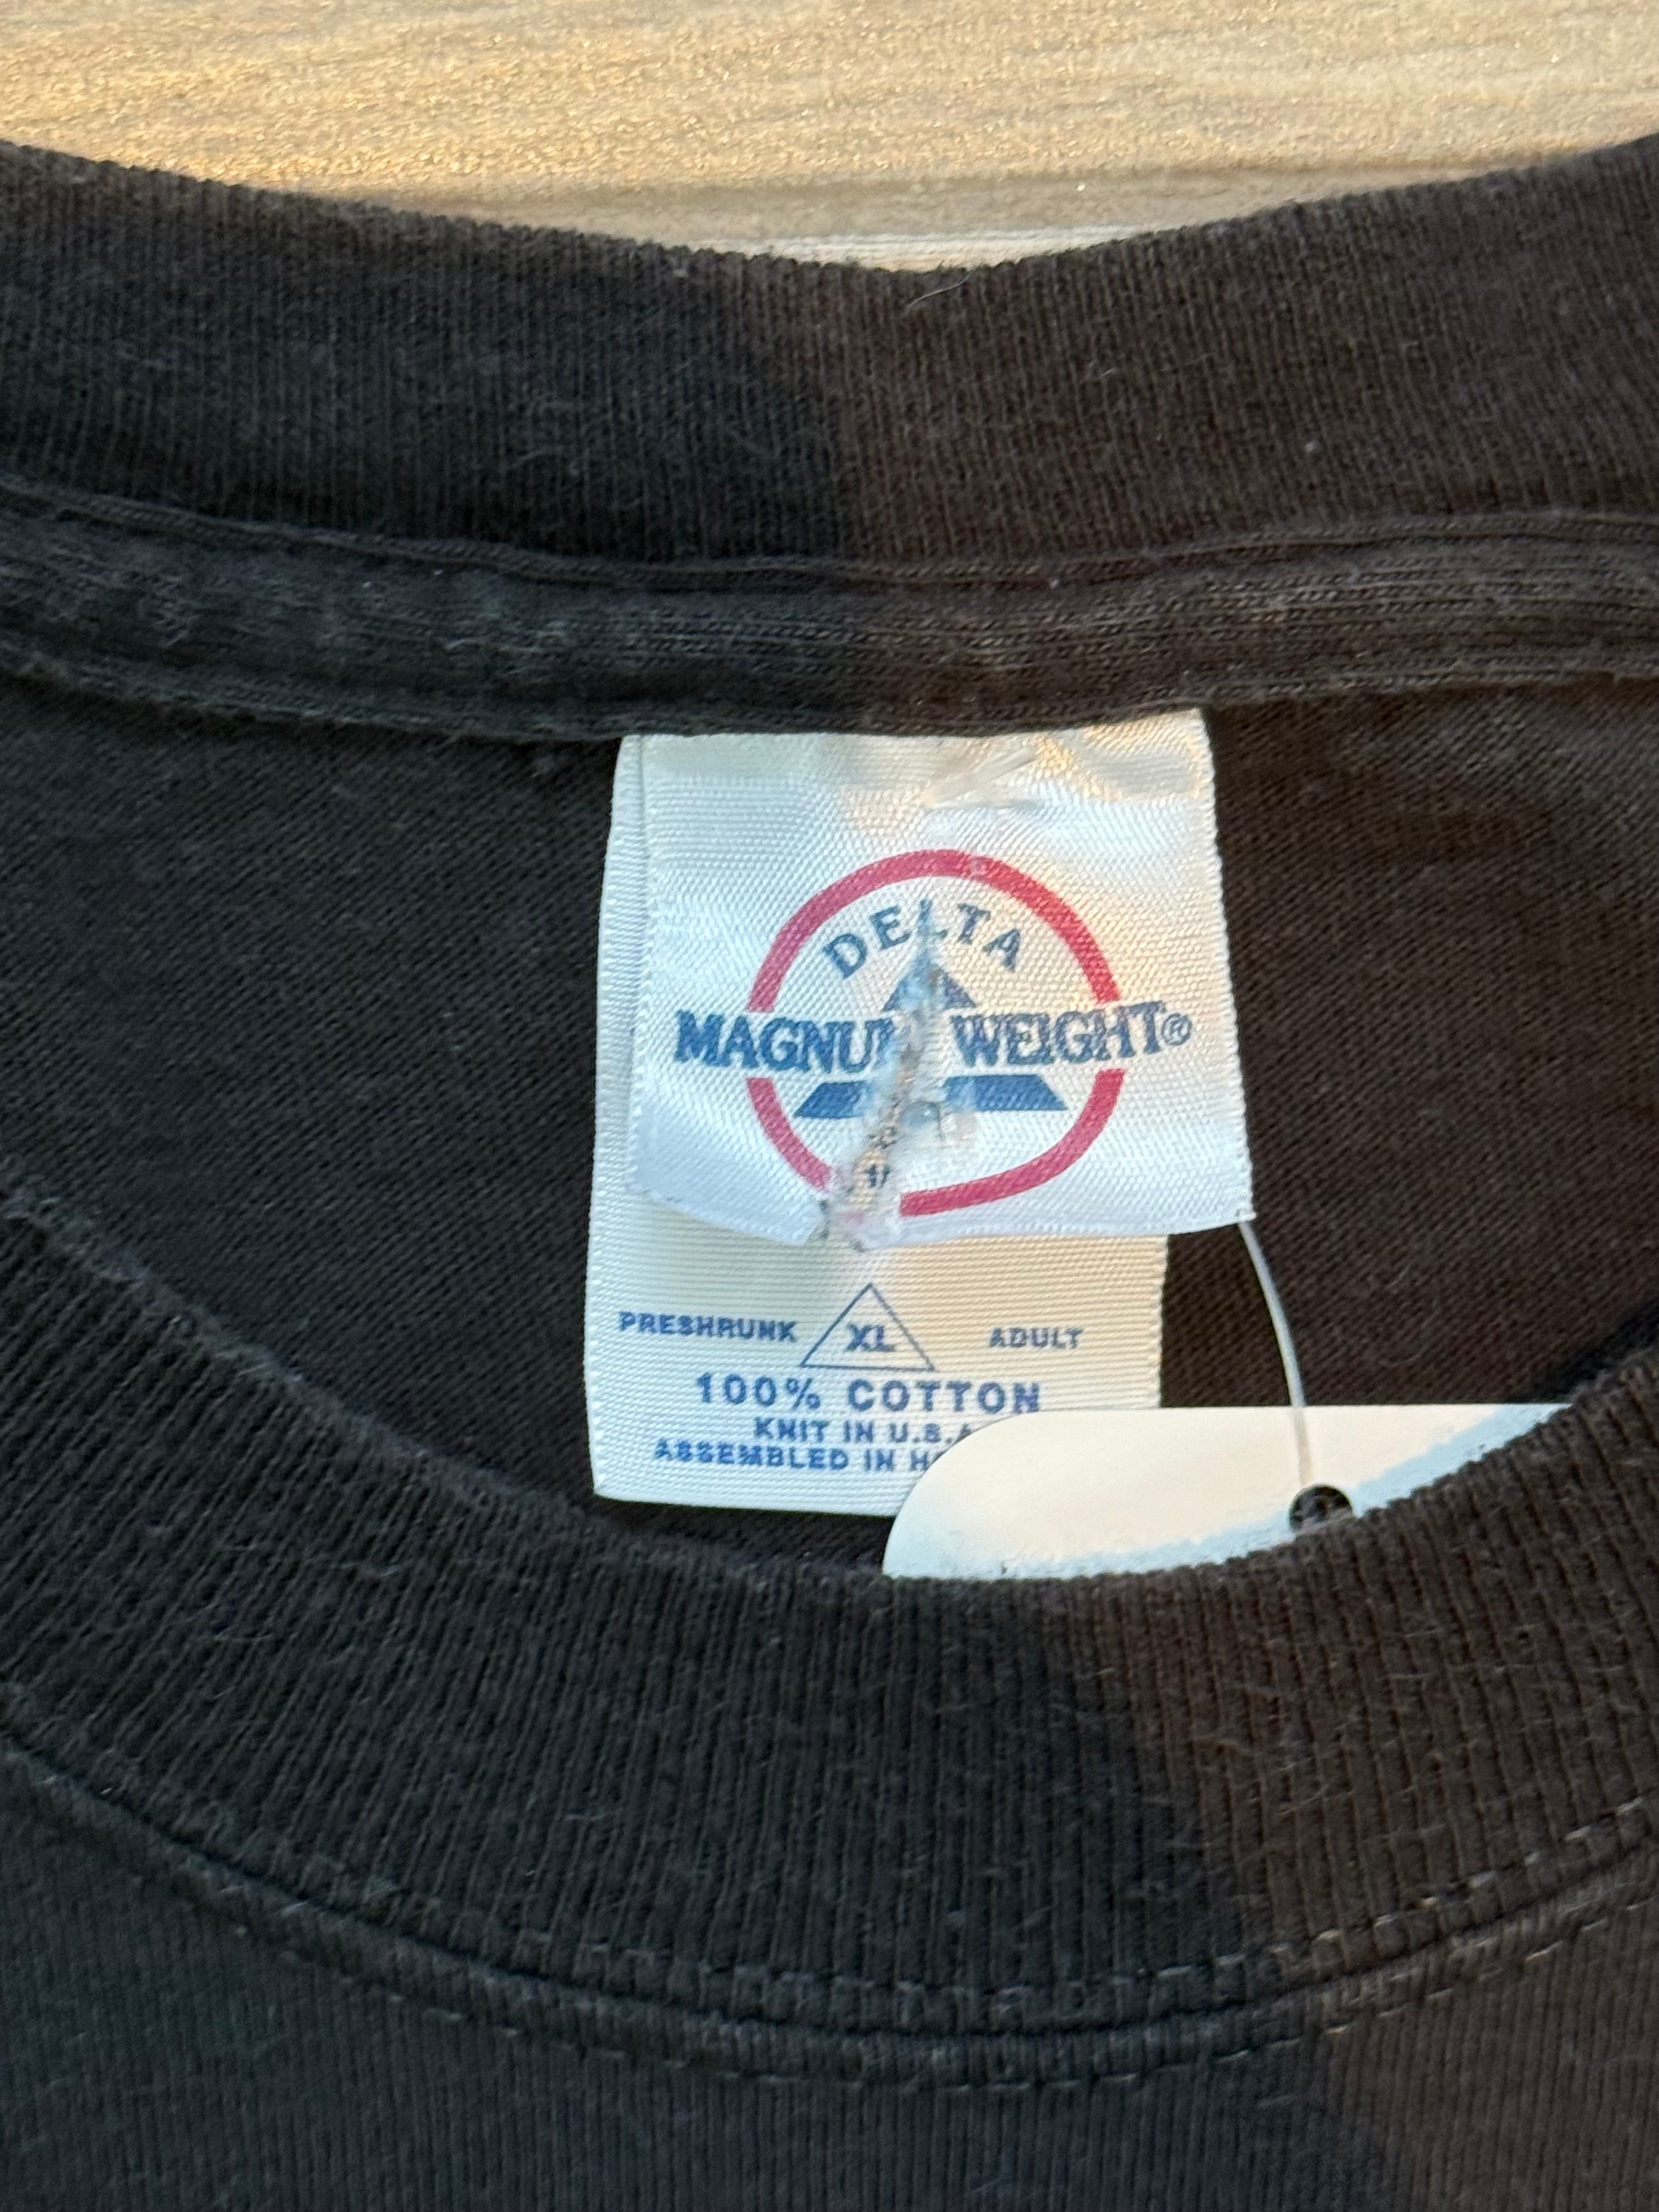 DELTA
MAGNUM WEIGHT®
PRESHRUNK XL ADULT
100% COTTON
KNIT IN U.S.A
ASSEMBLED IN